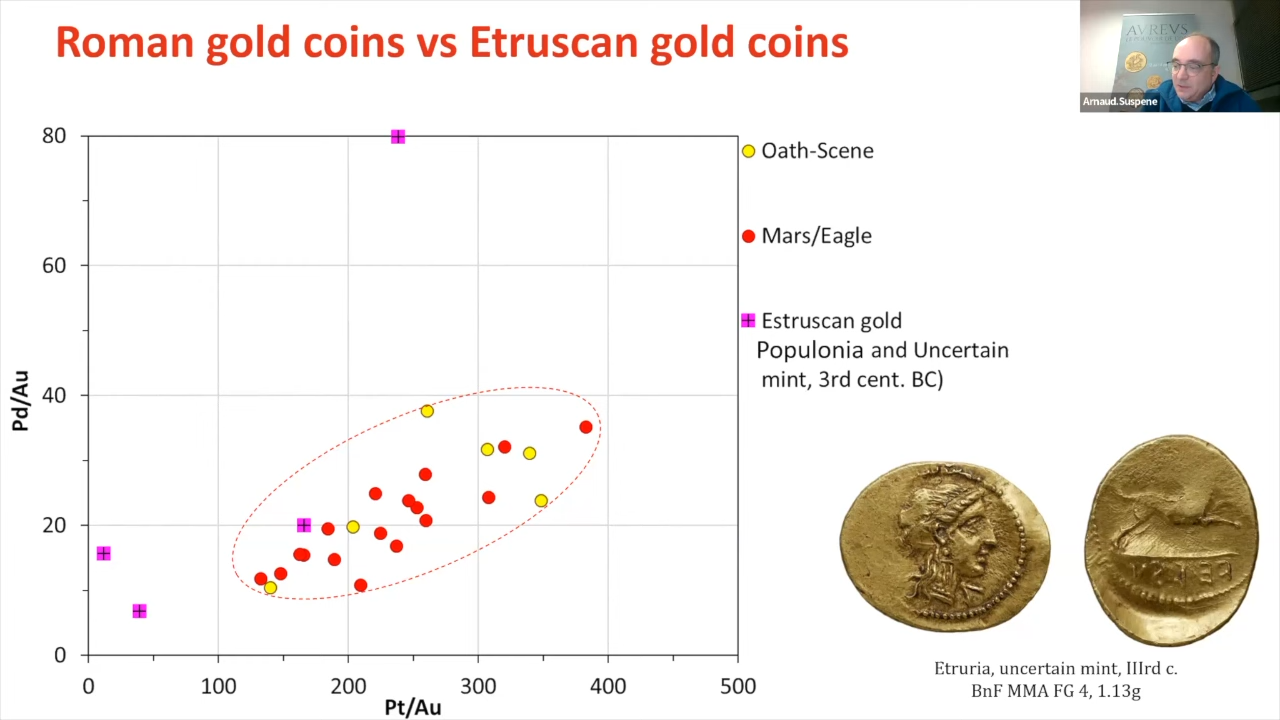 Roman gold coins vs Etruscan gold coins
AVREVS
Arnaud.Suspene
80
60
40
20
0
Pd/Au
0 100 200 300 400 500
Pt/Au
Oath-Scene
Mars/Eagle
Estruscan gold
Populonia and Uncertain
mint, 3rd cent. BC)
Etruria, uncertain mint, IIIrd c.
BnF MMA FG 4, 1.13g